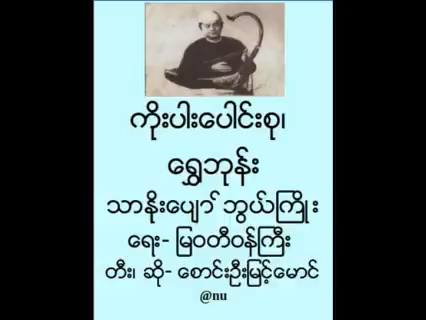 ကိုးပါးပေါင်းစု၊
ရွှေဘုန်း
သာနိုးပျော် ဘွယ်ကြိုး
ရေး- မြဝတီဝန်ကြီး
တီး၊ ဆို- စောင်းဦးမြင့်မောင်
@nu